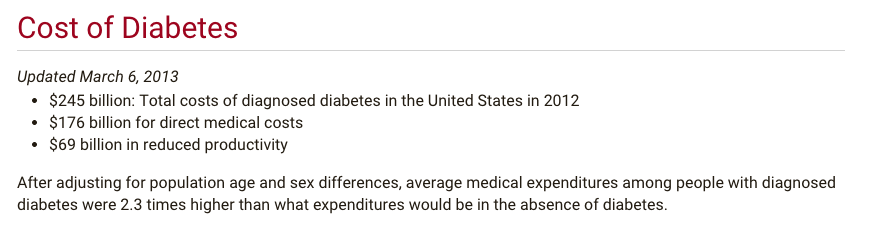 Cost of Diabetes
Updated March 6, 2013
• $245 billion: Total costs of diagnosed diabetes in the United States in 2012
• $176 billion for direct medical costs
• $69 billion in reduced productivity
After adjusting for population age and sex differences, average medical expenditures among people with diagnosed
diabetes were 2.3 times higher than what expenditures would be in the absence of diabetes.